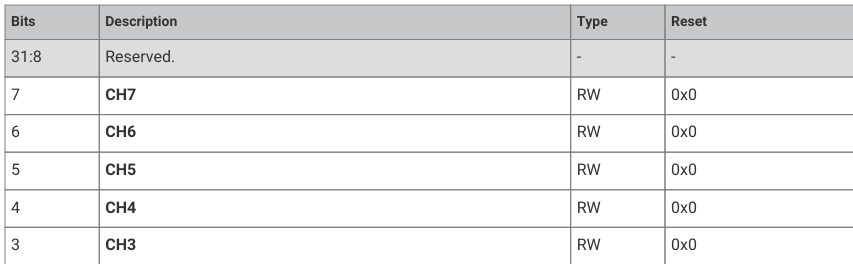 Bits Description Type Reset
31:8 Reserved. - -
7 CH7 RW 0x0
6 CH6 RW 0x0
5 CH5 RW 0x0
4 CH4 RW 0x0
3 CH3 RW 0x0